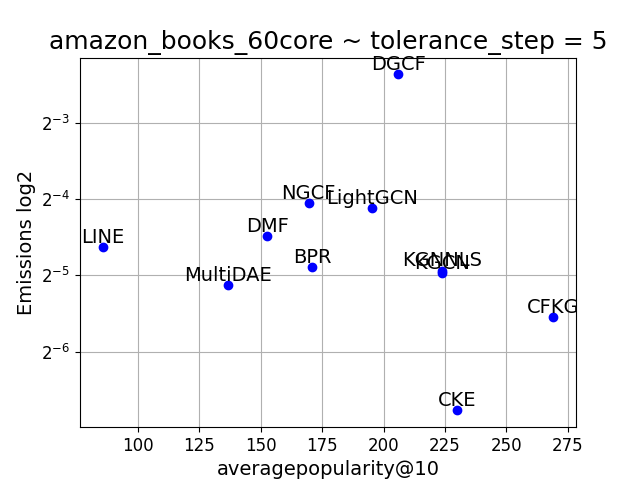 amazon_books_60core ~ tolerance_step = 5
DGCF
2^-3
NGCF
LightGCN
2^-4
DMF
LINE
BPR
KGNNLS
KGCN
MultiDAE
2^-5
CFKG
2^-6
CKE
Emissions log2
100 125 150 175 200 225 250 275
averagepopularity@10